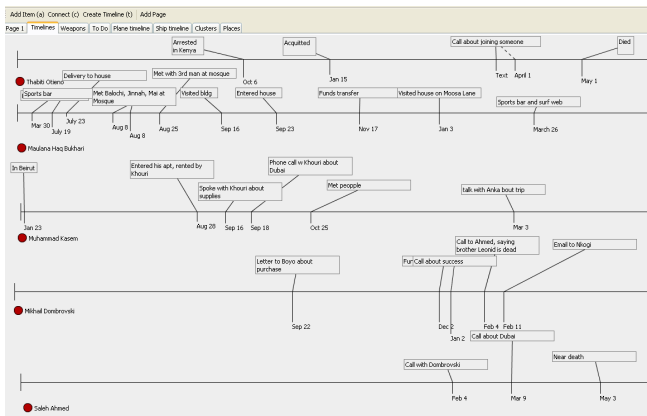 Add Item (a) Connect (c) Create Timeline (t) Add Page
Page 1 Timelines Weapons To Do Plane timeline Ship timeline Clusters Places
Arrested
in Kenya
Acquitted
Call about joining someone
Died
Oct 6
Jan 15
Text
April 1
May 1
Thabiti Otieno
Delivery to house
Met with 3rd man at mosque
Sports bar
Met Balochi, Jinnah, Mai at
Mosque
Visited bldg
Entered house
Funds transfer
Visited house on Moosa Lane
Sports bar and surf web
Mar 30
July 19
July 23
Aug 8
Aug 8
Aug 25
Sep 16
Sep 23
Nov 17
Jan 3
March 26
Maulana Haq Bukhari
In Beirut
Entered his apt, rented by
Khouri
Spoke with Khouri about
supplies
Phone call w Khouri about
Dubai
Met peopple
talk with Anka bout trip
Jan 23
Aug 28
Sep 16
Sep 18
Oct 25
Mar 3
Muhammad Kasem
Letter to Boyo about
purchase
Fur
Call about success
Call to Ahmed, saying
brother Leonid is dead
Email to Nkogi
Sep 22
Dec 2
Jan 2
Feb 4
Feb 11
Mikhail Dombrovski
Call with Dombrovski
Call about Dubai
Near death
Feb 4
Mar 9
May 3
Saleh Ahmed